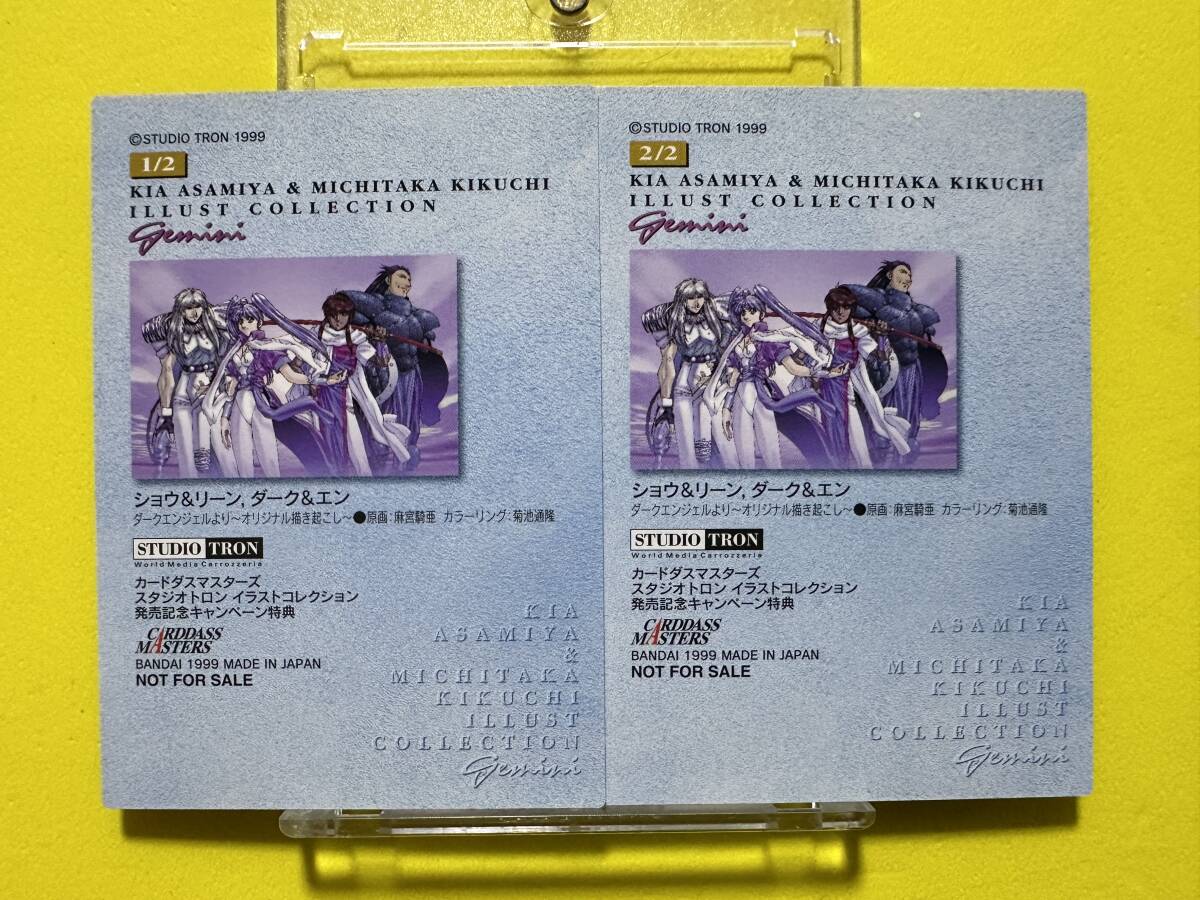 ©STUDIO TRON 1999
1/2
KIA ASAMIYA & MICHITAKA KIKUCHI
ILLUST COLLECTION
Gemini
ショウ&リーン, ダーク&エン
ダークエンジェルより〜オリジナル描き起こし〜●原画:麻宮騎亜 カラーリング:菊池通隆
STUDIO TRON
World Media Carrozzeria
カードダスマスターズ
スタジオトロン イラストコレクション
発売記念キャンペーン特典
CARDDASS
MASTERS
BANDAI 1999 MADE IN JAPAN
NOT FOR SALE
KIA
ASAMIYA
&
MICHITAKA
KIKUCHI
ILLUST
COLLECTION
Gemini
©STUDIO TRON 1999
2/2
KIA ASAMIYA & MICHITAKA KIKUCHI
ILLUST COLLECTION
Gemini
ショウ&リーン, ダーク&エン
ダークエンジェルより〜オリジナル描き起こし〜●原画:麻宮騎亜 カラーリング:菊池通隆
STUDIO TRON
World Media Carrozzeria
カードダスマスターズ
スタジオトロン イラストコレクション
発売記念キャンペーン特典
CARDDASS
MASTERS
BANDAI 1999 MADE IN JAPAN
NOT FOR SALE
KIA
ASAMIYA
&
MICHITAKA
KIKUCHI
ILLUST
COLLECTION
Gemini